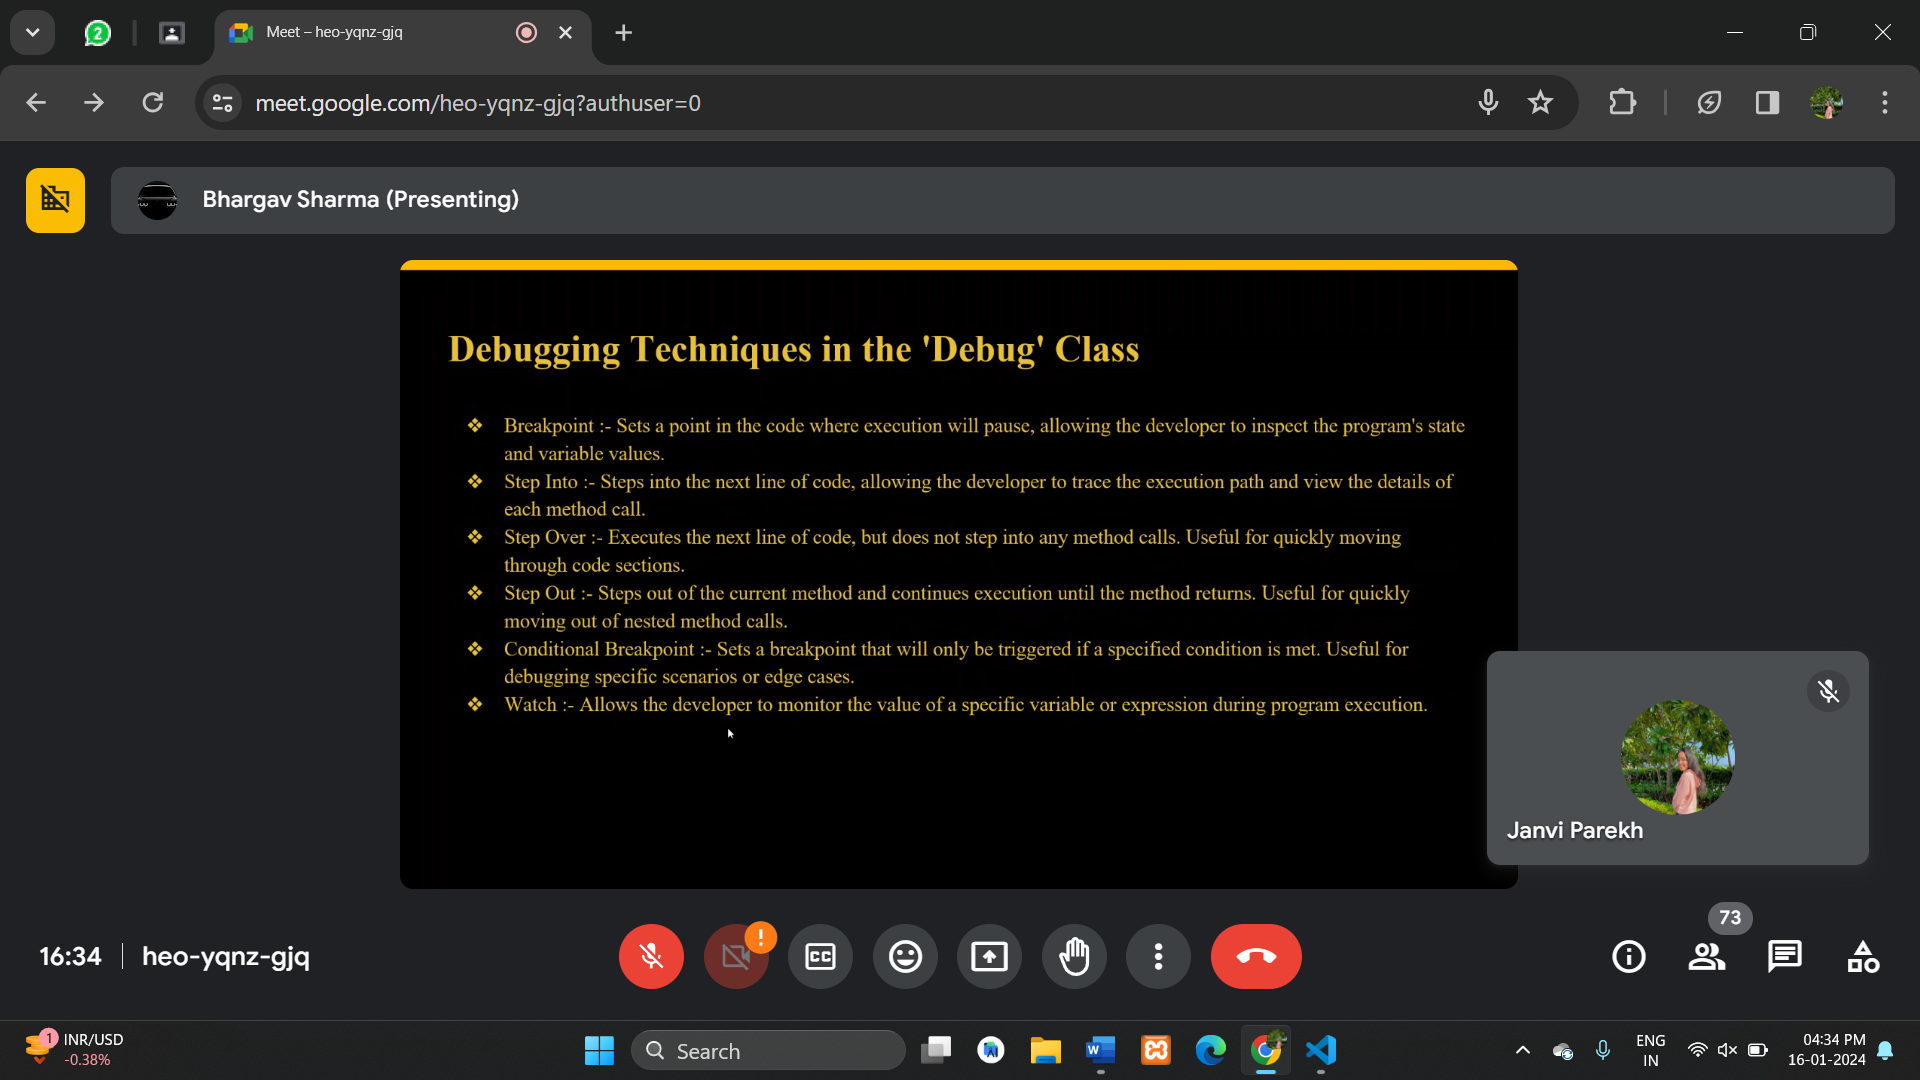 2
Meet – heo-yqnz-gjq
meet.google.com/heo-yqnz-gjq?authuser=0
Bhargav Sharma (Presenting)
Debugging Techniques in the 'Debug' Class
❖ Breakpoint :- Sets a point in the code where execution will pause, allowing the developer to inspect the program's state
and variable values.
❖ Step Into :- Steps into the next line of code, allowing the developer to trace the execution path and view the details of
each method call.
❖ Step Over :- Executes the next line of code, but does not step into any method calls. Useful for quickly moving
through code sections.
❖ Step Out :- Steps out of the current method and continues execution until the method returns. Useful for quickly
moving out of nested method calls.
❖ Conditional Breakpoint :- Sets a breakpoint that will only be triggered if a specified condition is met. Useful for
debugging specific scenarios or edge cases.
❖ Watch :- Allows the developer to monitor the value of a specific variable or expression during program execution.
Janvi Parekh
73
16:34 | heo-yqnz-gjq
!
CC
1
INR/USD
-0.38%
Search
W
ENG
IN
04:34 PM
16-01-2024